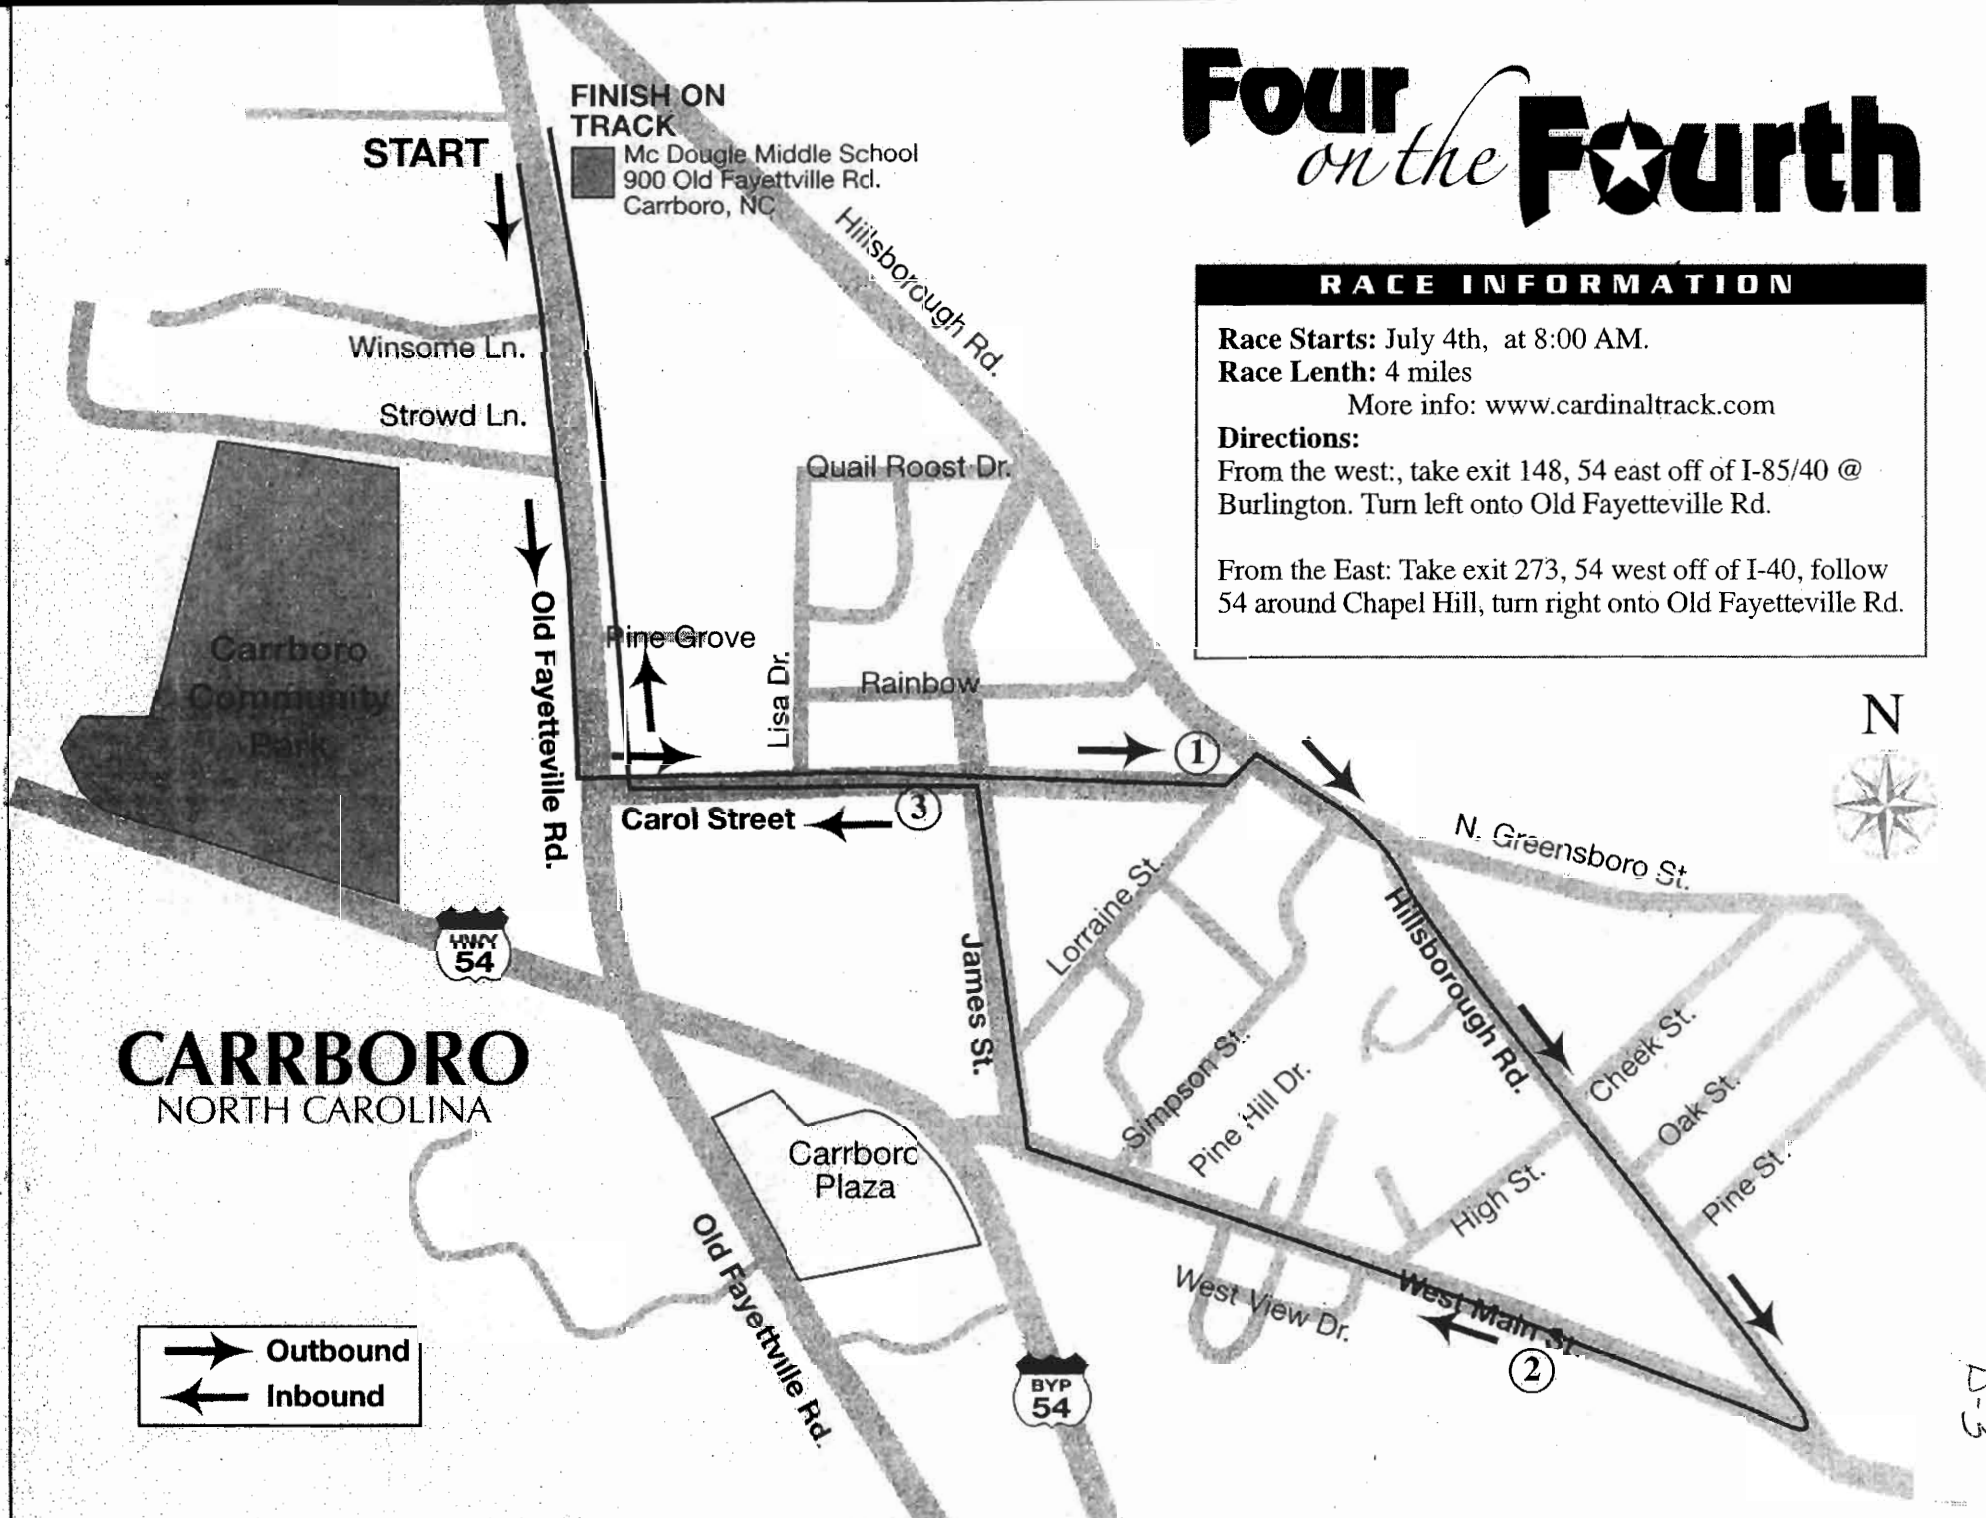 Four
on the Fourth
FINISH ON
TRACK
Mc Dougle Middle School
900 Old Fayettville Rd.
Carrboro, NC
START
Hillsborough Rd.
RACE INFORMATION
Race Starts: July 4th, at 8:00 AM.
Race Lenth: 4 miles
More info: www.cardinaltrack.com
Directions:
From the west:, take exit 148, 54 east off of I-85/40 @
Burlington. Turn left onto Old Fayetteville Rd.
From the East: Take exit 273, 54 west off of I-40, follow
54 around Chapel Hill, turn right onto Old Fayetteville Rd.
Winsome Ln.
Strowd Ln.
Quail Roost Dr.
Old Fayetteville Rd.
Pine Grove
Carrboro
Community
Park
Lisa Dr.
Rainbow
N
1
3
Carol Street
N. Greensboro St.
Lorraine St.
Hillsborough Rd.
James St.
HWY
54
CARRBORO
NORTH CAROLINA
Simpson St.
Pine Hill Dr.
Cheek St.
Oak St.
Pine St.
High St.
Carrboro
Plaza
Old Fayettville Rd.
West View Dr.
West Main St.
2
BYP
54
Outbound
Inbound
D-3